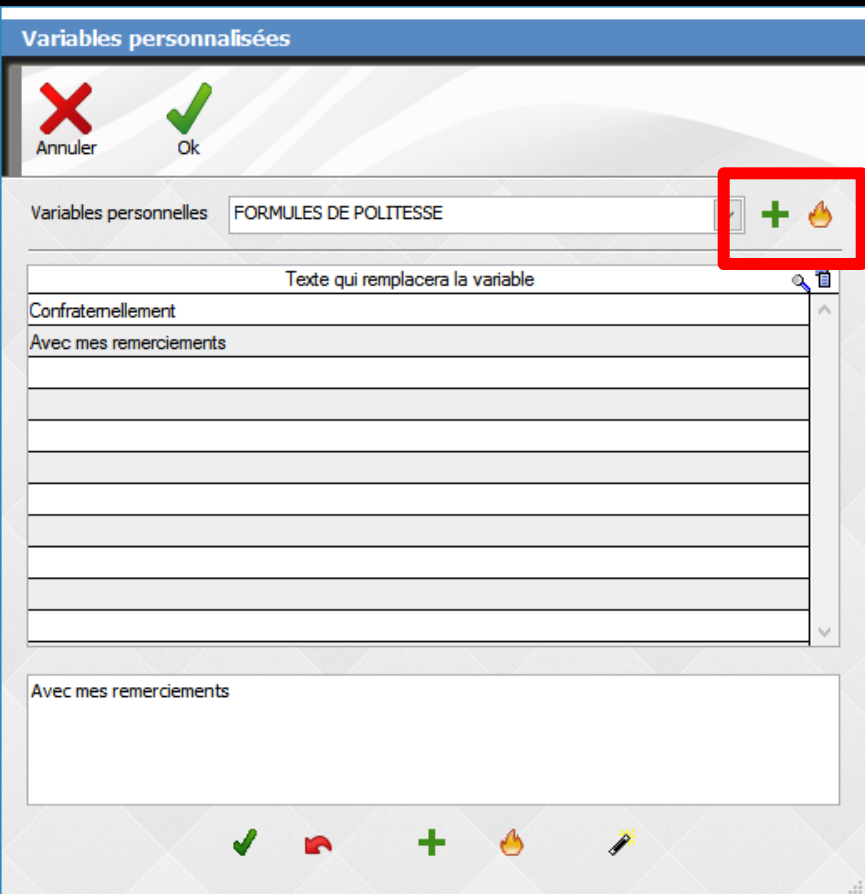 Variables personnalisées
Annuler Ok
Variables personnelles FORMULES DE POLITESSE
Texte qui remplacera la variable
Confraternellement
Avec mes remerciements
Avec mes remerciements